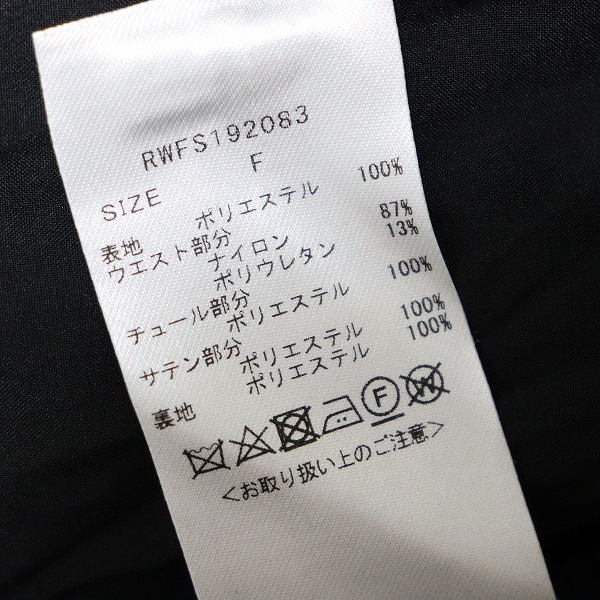 RWFS192083
SIZE F
表地 ポリエステル 100%
ウエスト部分
ナイロン 87%
ポリウレタン 13%
チュール部分
ポリエステル 100%
サテン部分
ポリエステル 100%
裏地 ポリエステル 100%
F W
<お取り扱い上のご注意>